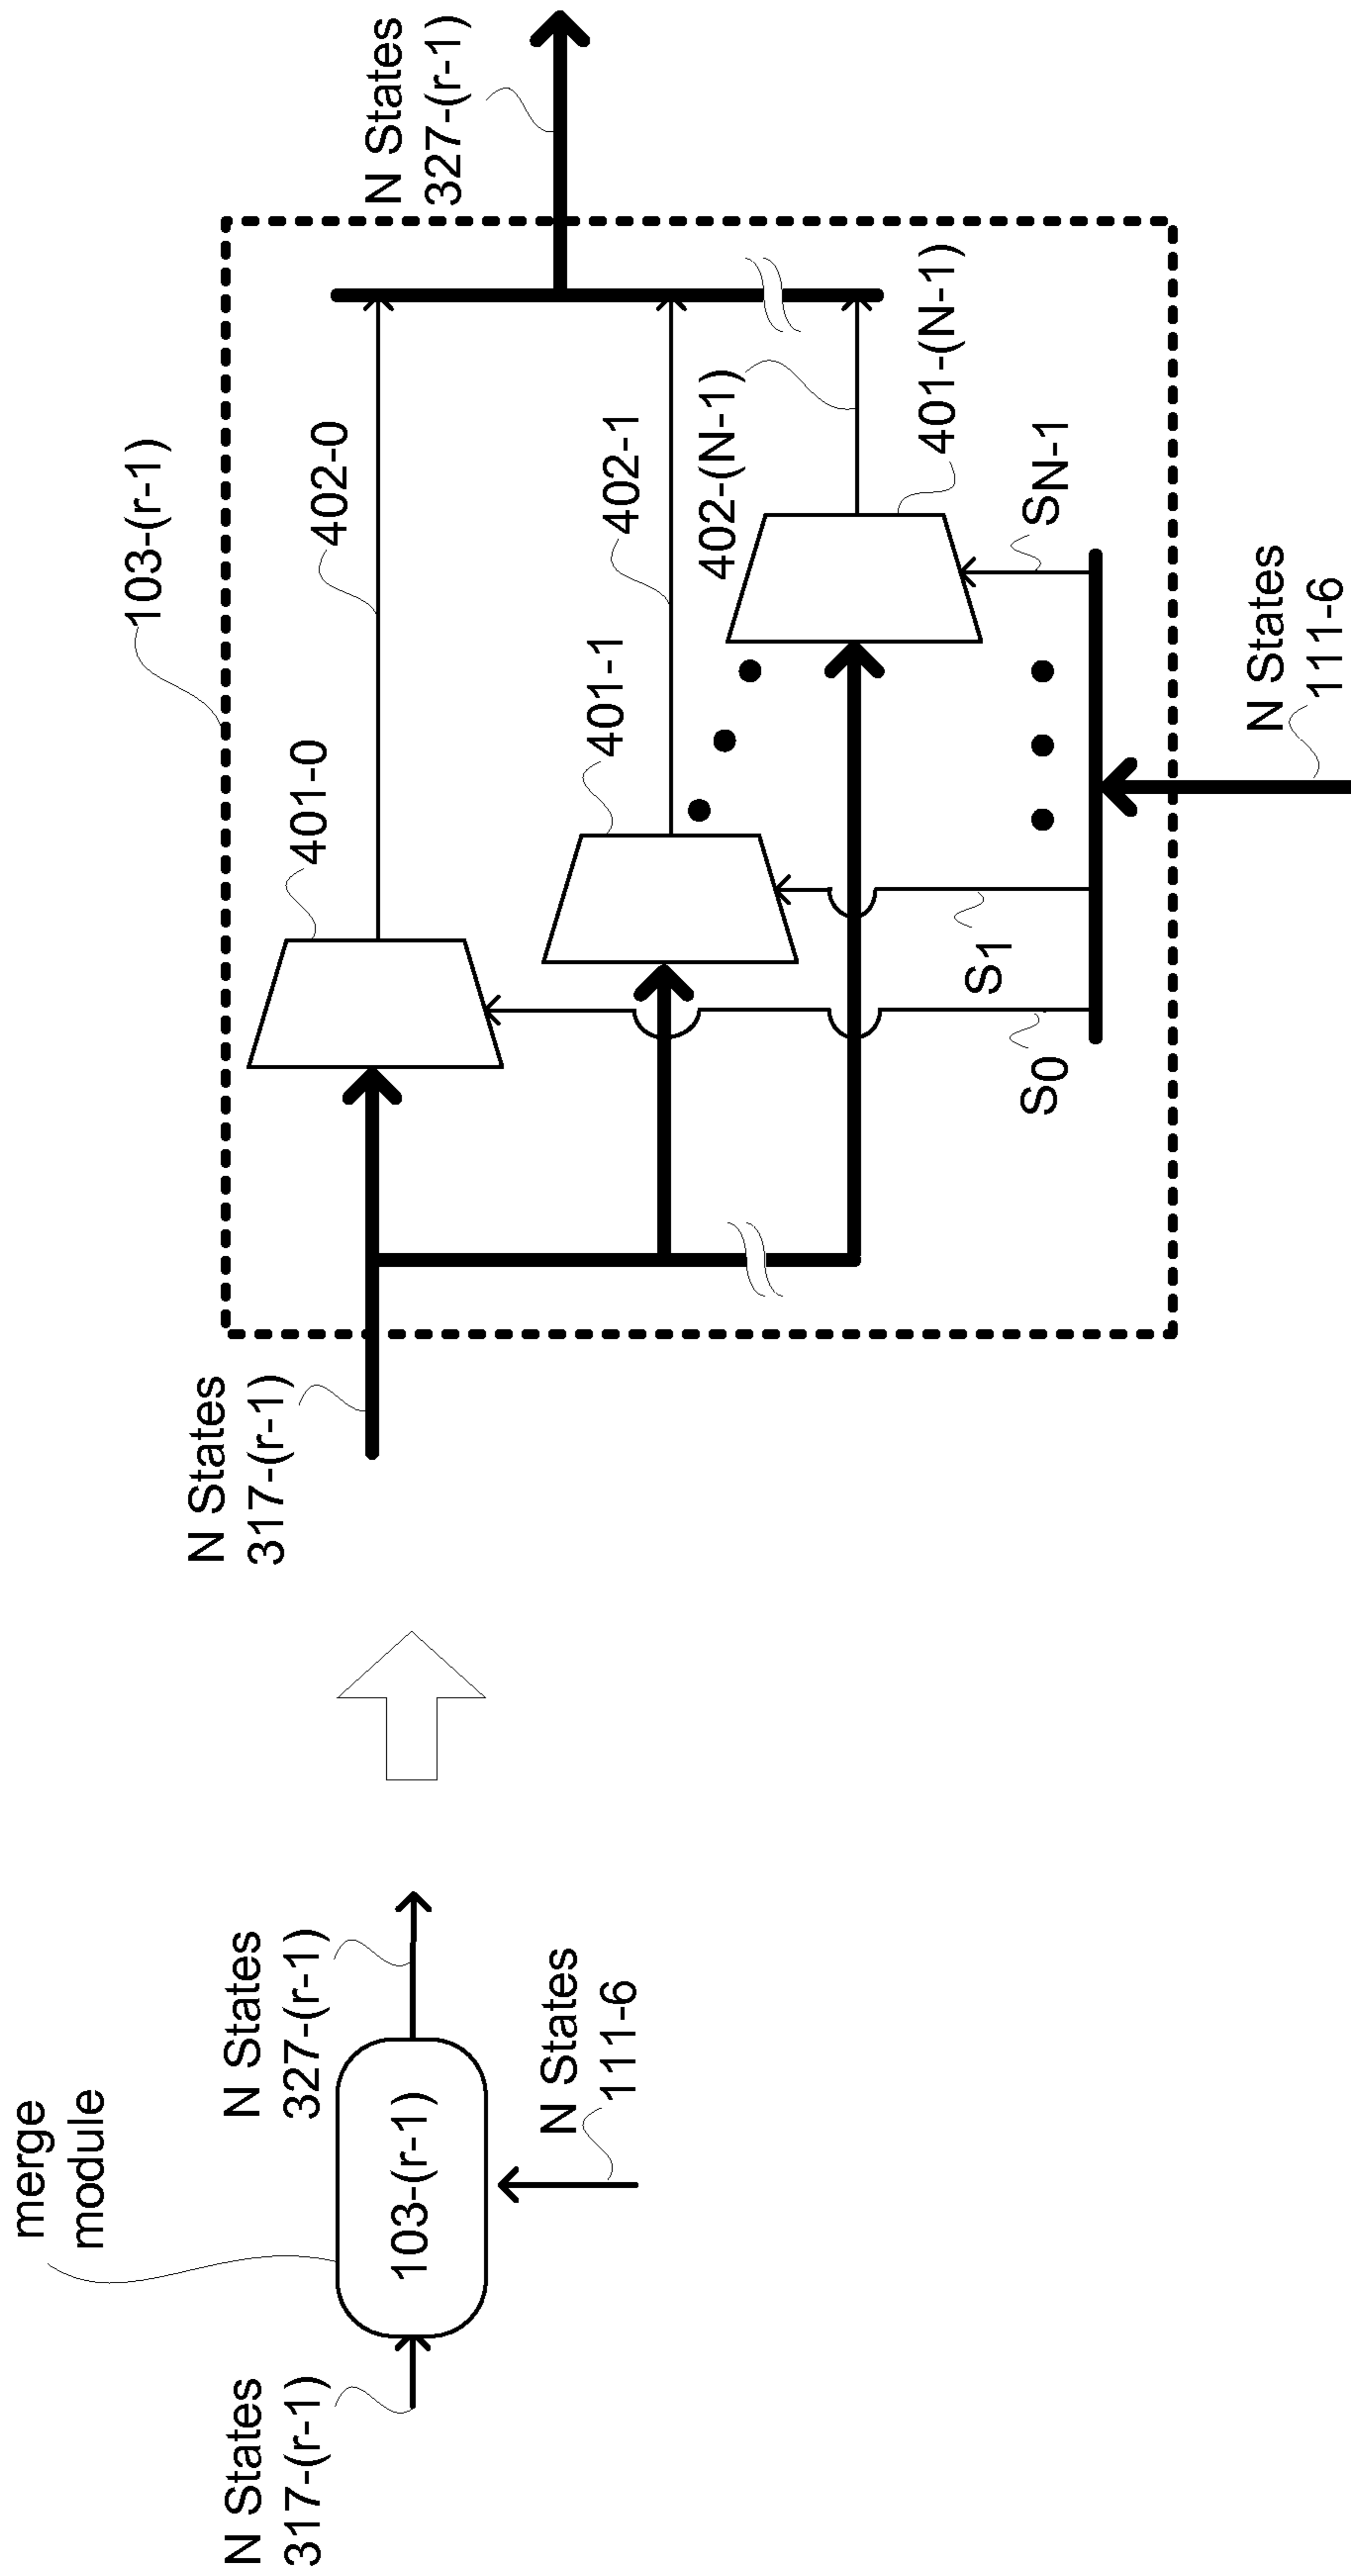 merge
module
N States
317-(r-1)
103-(r-1)
N States
327-(r-1)
N States
111-6
N States
317-(r-1)
103-(r-1)
401-0
402-0
401-1
402-1
402-(N-1)
401-(N-1)
S0
S1
SN-1
N States
111-6
N States
327-(r-1)